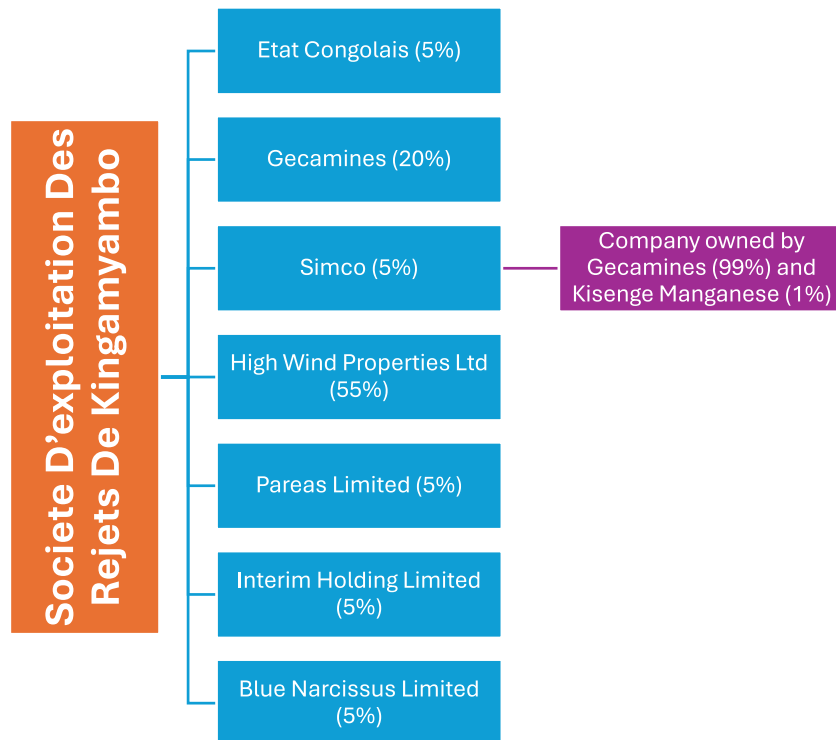 Societe D'exploitation Des
Rejets De Kingamyambo
Etat Congolais (5%)
Gecamines (20%)
Simco (5%)
Company owned by
Gecamines (99%) and
Kisenge Manganese (1%)
High Wind Properties Ltd
(55%)
Pareas Limited (5%)
Interim Holding Limited
(5%)
Blue Narcissus Limited
(5%)